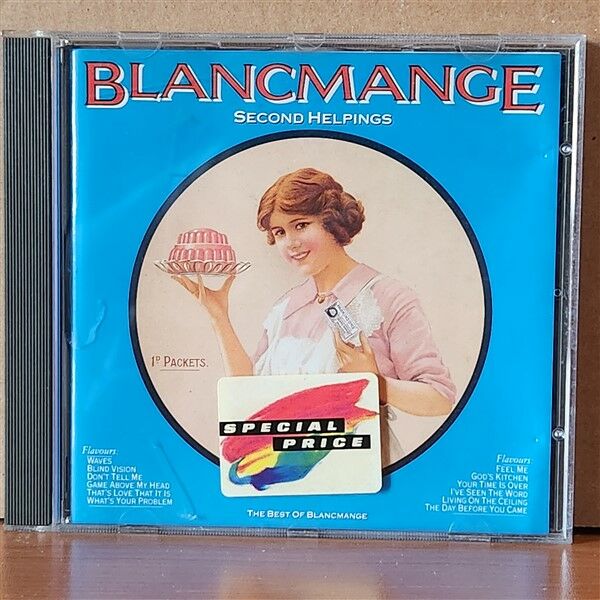 BLANCMANGE
SECOND HELPINGS
1D PACKETS.
SPECIAL
PRICE
Flavours:
WAVES
BLIND VISION
DON'T TELL ME
GAME ABOVE MY HEAD
THAT'S LOVE THAT IT IS
WHAT'S YOUR PROBLEM
Flavours:
FEEL ME
GOD'S KITCHEN
YOUR TIME IS OVER
I'VE SEEN THE WORD
LIVING ON THE CEILING
THE DAY BEFORE YOU CAME
THE BEST OF BLANCMANGE